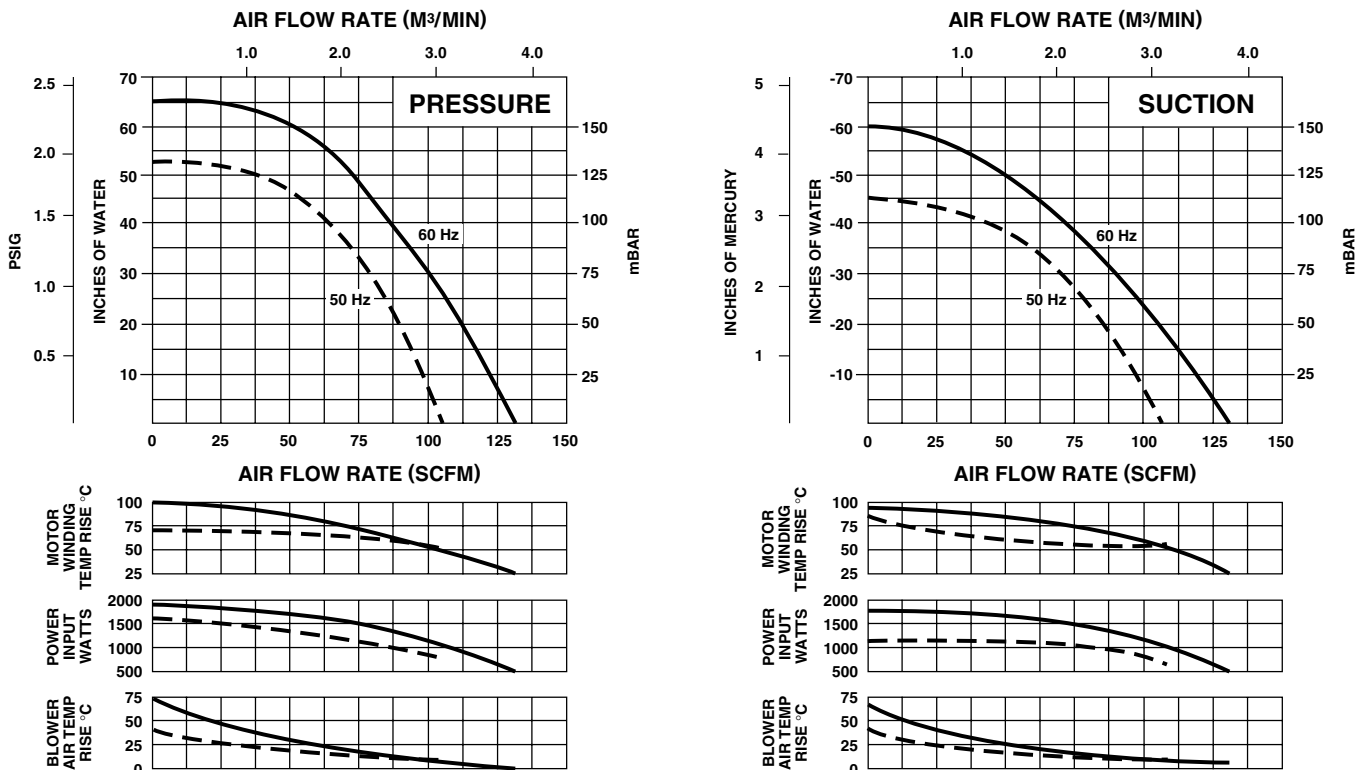 AIR FLOW RATE (M3/MIN)
1.0 2.0 3.0 4.0
PRESSURE
PSIG
2.5
2.0
1.5
1.0
0.5
INCHES OF WATER
70
60
50
40
30
20
10
60 Hz
50 Hz
mBAR
150
125
100
75
50
25
0 25 50 75 100 125 150
AIR FLOW RATE (SCFM)
MOTOR
WINDING
TEMP RISE °C
100
75
50
25
POWER
INPUT
WATTS
2000
1500
1000
500
BLOWER
AIR TEMP
RISE °C
75
50
25
0
AIR FLOW RATE (M3/MIN)
1.0 2.0 3.0 4.0
SUCTION
INCHES OF MERCURY
5
4
3
2
1
INCHES OF WATER
-70
-60
-50
-40
-30
-20
-10
60 Hz
50 Hz
mBAR
150
125
100
75
50
25
0 25 50 75 100 125 150
AIR FLOW RATE (SCFM)
MOTOR
WINDING
TEMP RISE °C
100
75
50
25
POWER
INPUT
WATTS
2000
1500
1000
500
BLOWER
AIR TEMP
RISE °C
75
50
25
0